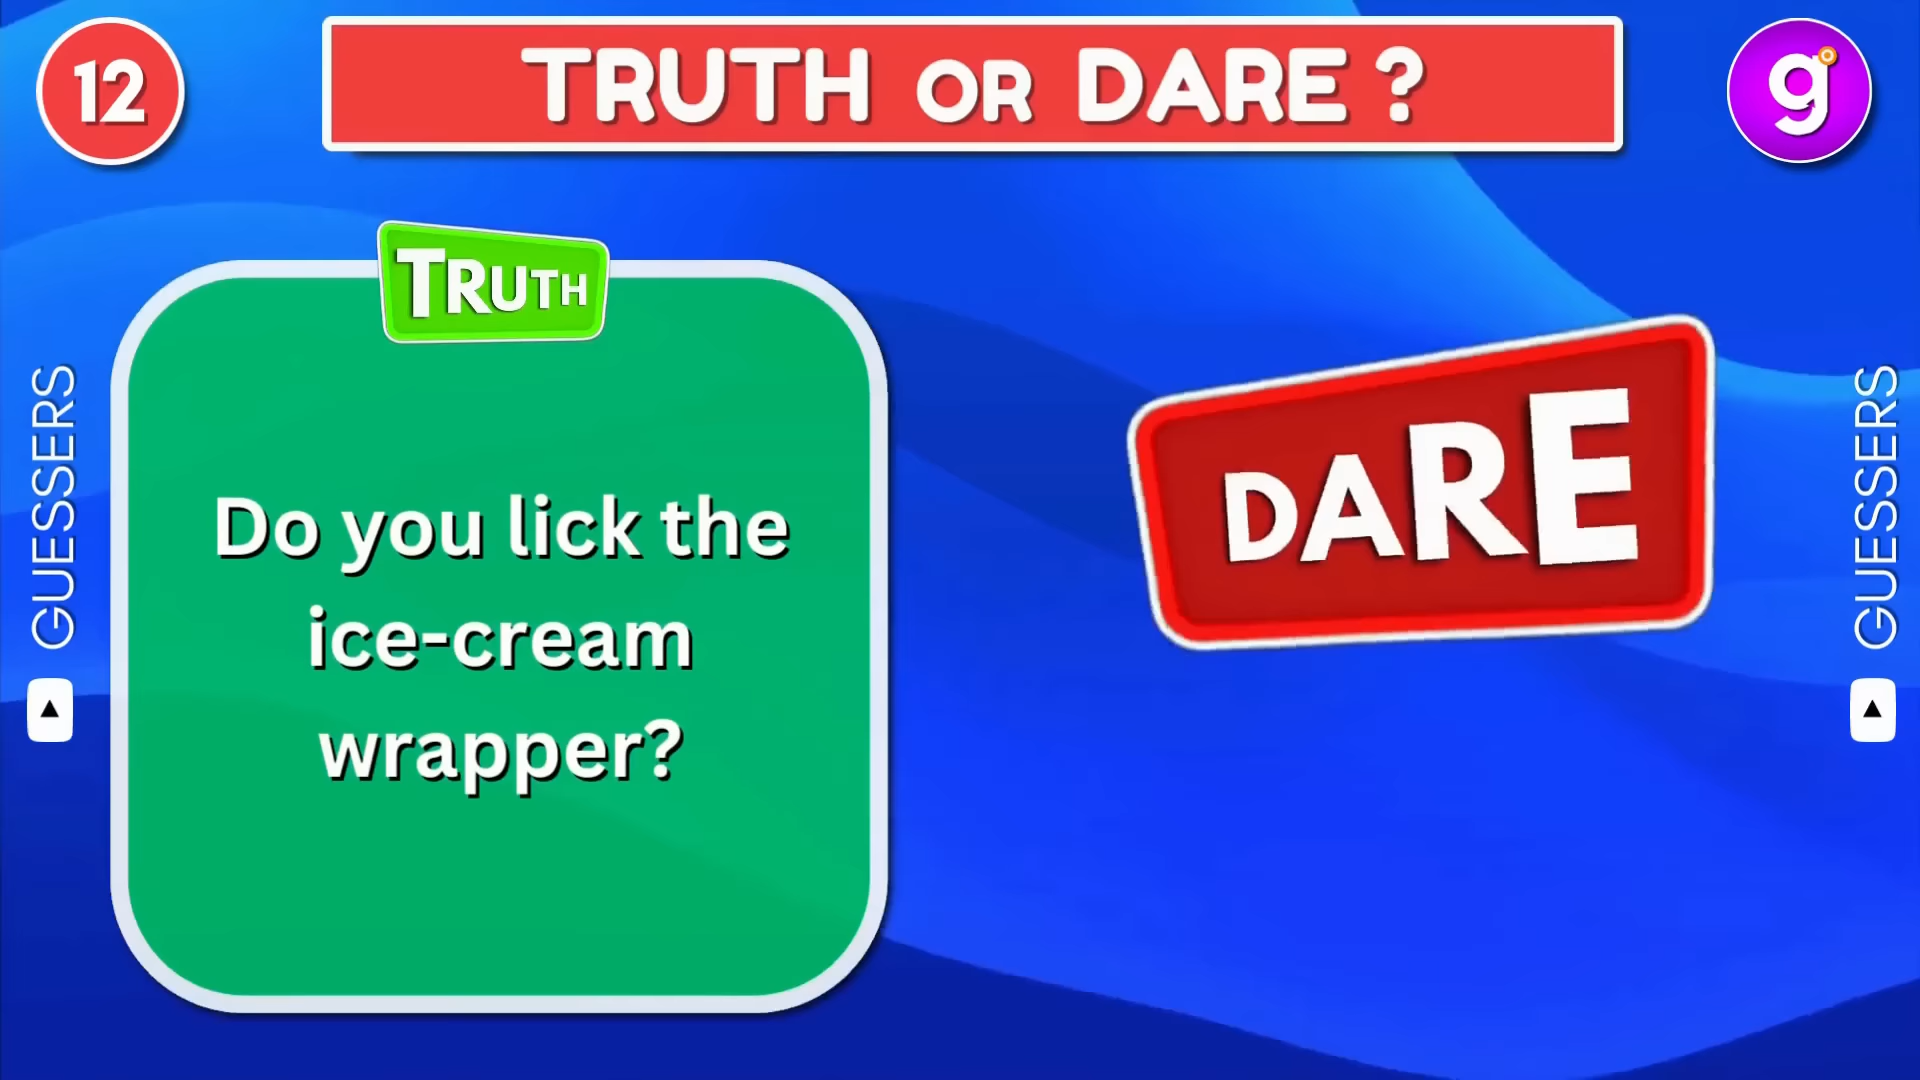 12
TRUTH OR DARE ?
g
TRUTH
Do you lick the
ice-cream
wrapper?
DARE
GUESSERS
GUESSERS